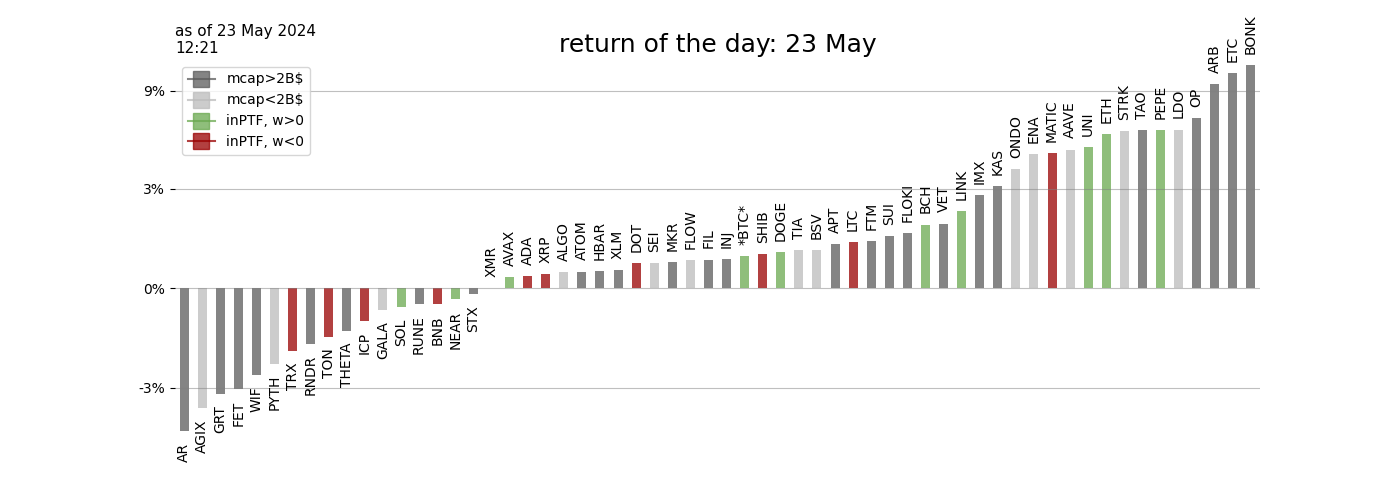 as of 23 May 2024
12:21
return of the day: 23 May
mcap>2B$
mcap<2B$
inPTF, w>0
inPTF, w<0
9%
3%
0%
-3%
AR
AGIX
GRT
FET
WIF
PYTH
TRX
RNDR
TON
THETA
ICP
GALA
SOL
RUNE
BNB
NEAR
STX
XMR
AVAX
ADA
XRP
ALGO
ATOM
HBAR
XLM
DOT
SEI
MKR
FLOW
FIL
INJ
*BTC*
SHIB
DOGE
TIA
BSV
APT
LTC
FTM
SUI
FLOKI
BCH
VET
LINK
IMX
KAS
ONDO
ENA
MATIC
AAVE
UNI
ETH
STRK
TAO
PEPE
LDO
OP
ARB
ETC
BONK